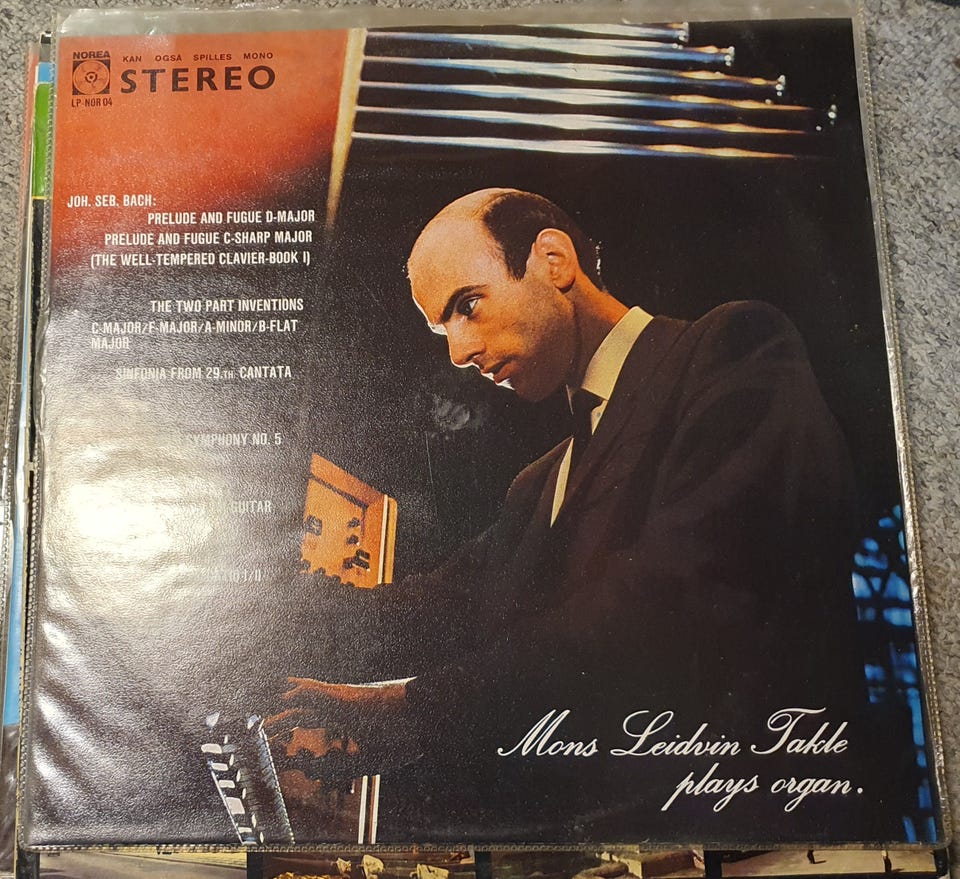 NOREA
KAN OGSÅ SPILLES MONO
STEREO
LP-NOR 04
JOH. SEB. BACH:
PRELUDE AND FUGUE D-MAJOR
PRELUDE AND FUGUE C-SHARP MAJOR
(THE WELL-TEMPERED CLAVIER-BOOK I)
THE TWO PART INVENTIONS
C-MAJOR/F-MAJOR/A-MINOR/B-FLAT
MAJOR
SINFONIA FROM 29.TH CANTATA
SYMPHONY NO. 5
GUITAR
I/II
Mons Leidvin Takle
plays organ.